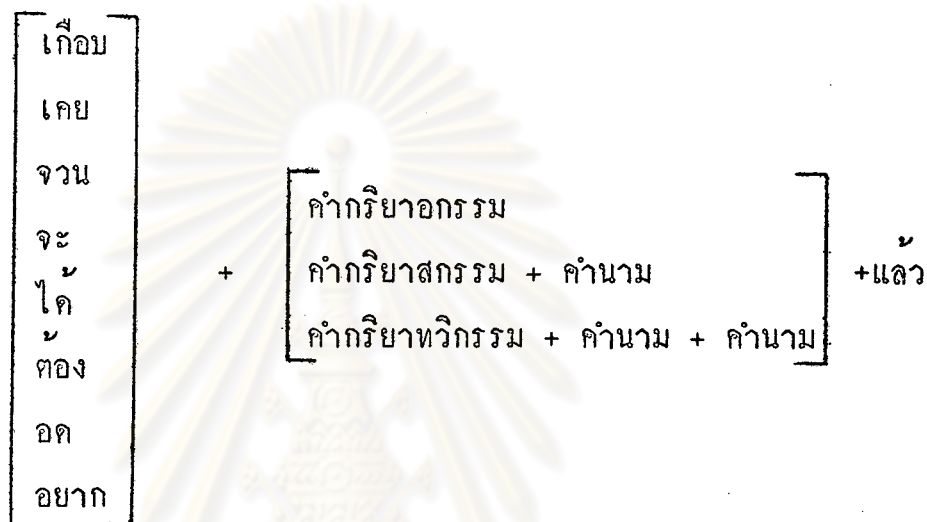 เกือบ
เคย
จวน
จะ
ได้
ต้อง
อด
อยาก
+
คำกริยาอกรรม
คำกริยาสกรรม + คำนาม
คำกริยาทวิกรรม + คำนาม + คำนาม
+แล้ว